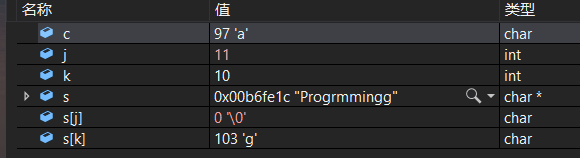 名称 值 类型
c 97 'a' char
j 11 int
k 10 int
s 0x00b6fe1c "Progrmmingg" char *
s[j] 0 '\0' char
s[k] 103 'g' char